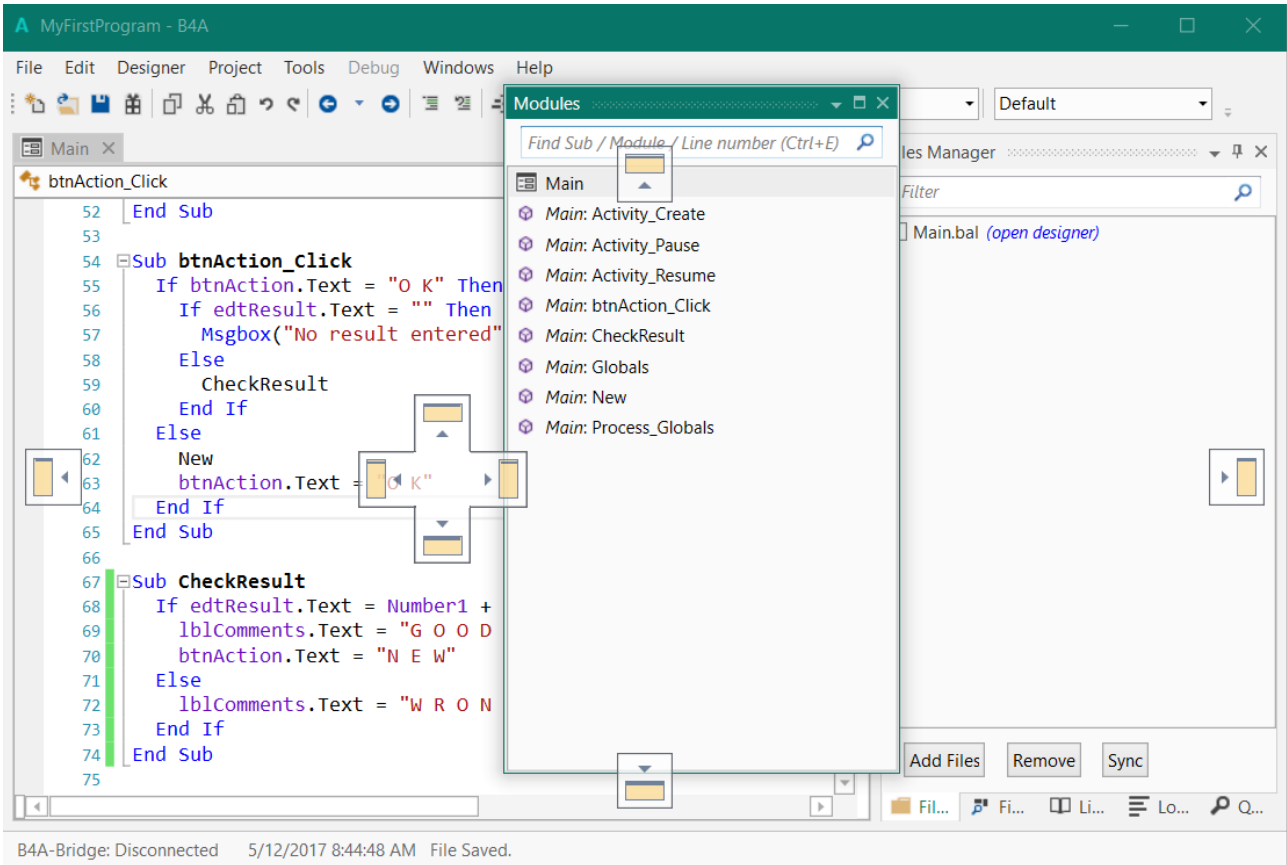 A MyFirstProgram - B4A
File Edit Designer Project Tools Debug Windows Help
Default
Main
btnAction_Click
52 End Sub
53
54 Sub btnAction_Click
55 If btnAction.Text = "O K" Then
56 If edtResult.Text = "" Then
57 Msgbox("No result entered"
58 Else
59 CheckResult
60 End If
61 Else
62 New
63 btnAction.Text = "O K"
64 End If
65 End Sub
66
67 Sub CheckResult
68 If edtResult.Text = Number1 +
69 lblComments.Text = "G O O D
70 btnAction.Text = "N E W"
71 Else
72 lblComments.Text = "W R O N
73 End If
74 End Sub
75
Modules
Find Sub / Module / Line number (Ctrl+E)
Main
Main: Activity_Create
Main: Activity_Pause
Main: Activity_Resume
Main: btnAction_Click
Main: CheckResult
Main: Globals
Main: New
Main: Process_Globals
les Manager
Filter
Main.bal (open designer)
Add Files Remove Sync
Fil... Fi... Li... Lo... Q...
B4A-Bridge: Disconnected 5/12/2017 8:44:48 AM File Saved.